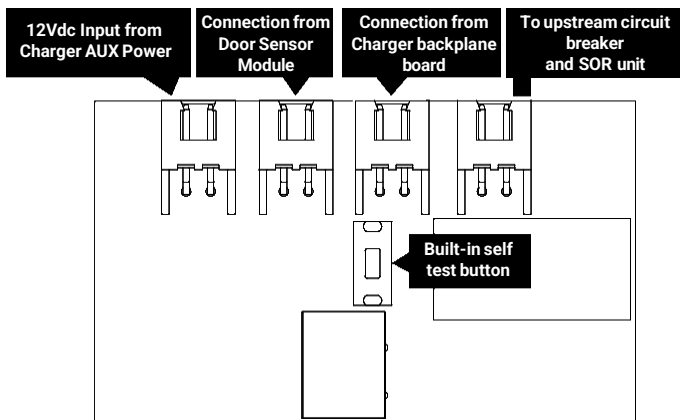 12Vdc Input from
Charger AUX Power
Connection from
Door Sensor
Module
Connection from
Charger backplane
board
To upstream circuit
breaker
and SOR unit
Built-in self
test button